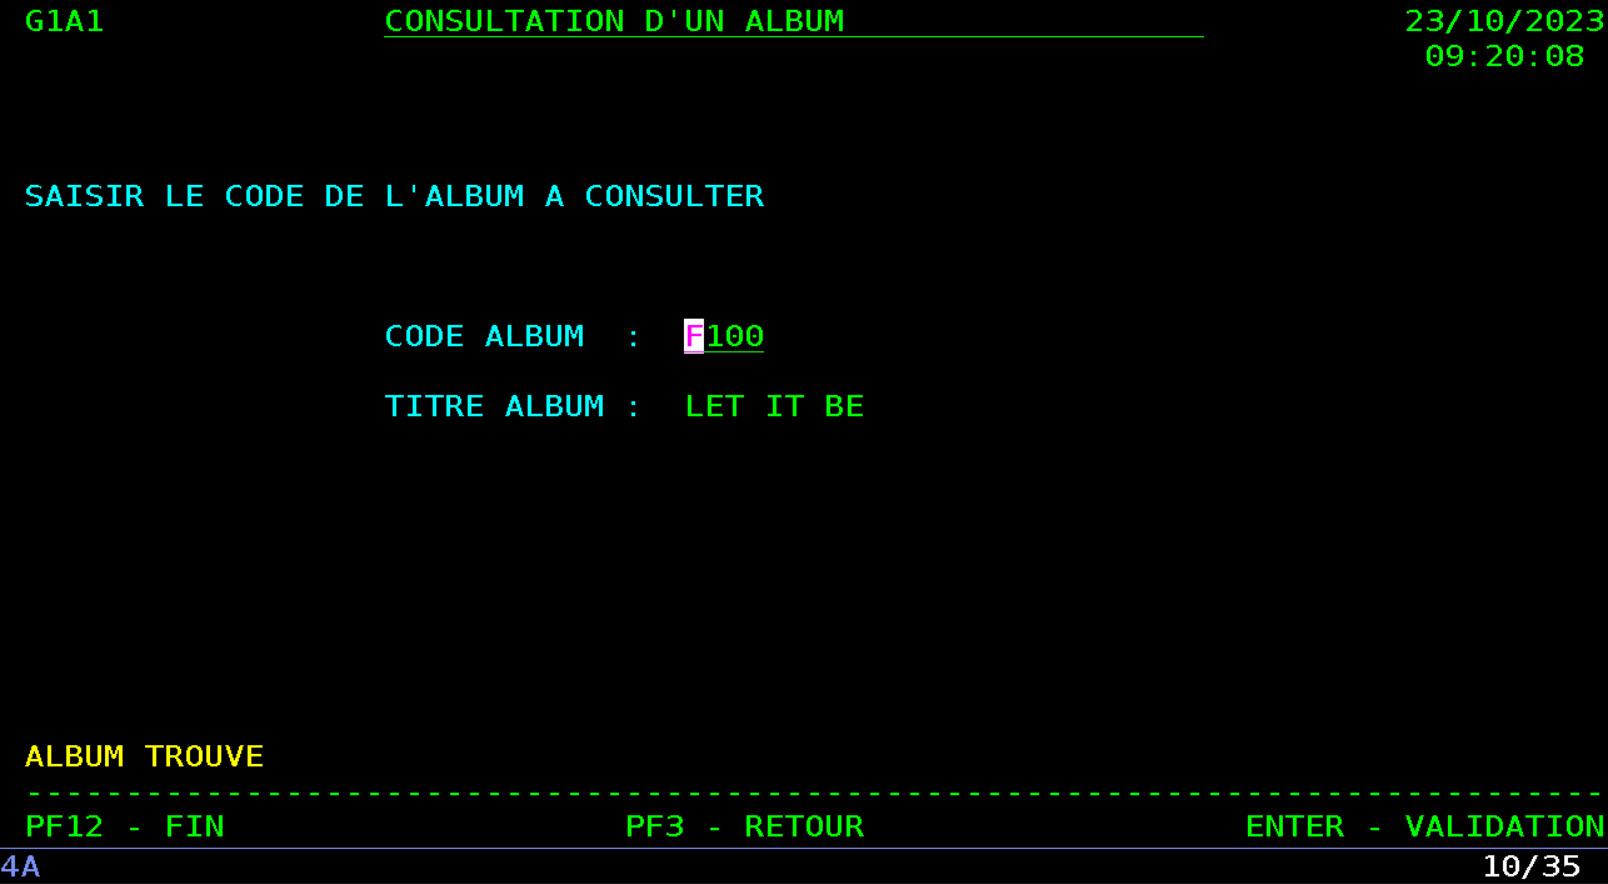 G1A1 CONSULTATION D'UN ALBUM 23/10/2023
09:20:08
SAISIR LE CODE DE L'ALBUM A CONSULTER
CODE ALBUM : F100
TITRE ALBUM : LET IT BE
ALBUM TROUVE
-------------------------------------------------------------------------------
PF12 - FIN PF3 - RETOUR ENTER - VALIDATION
4A 10/35